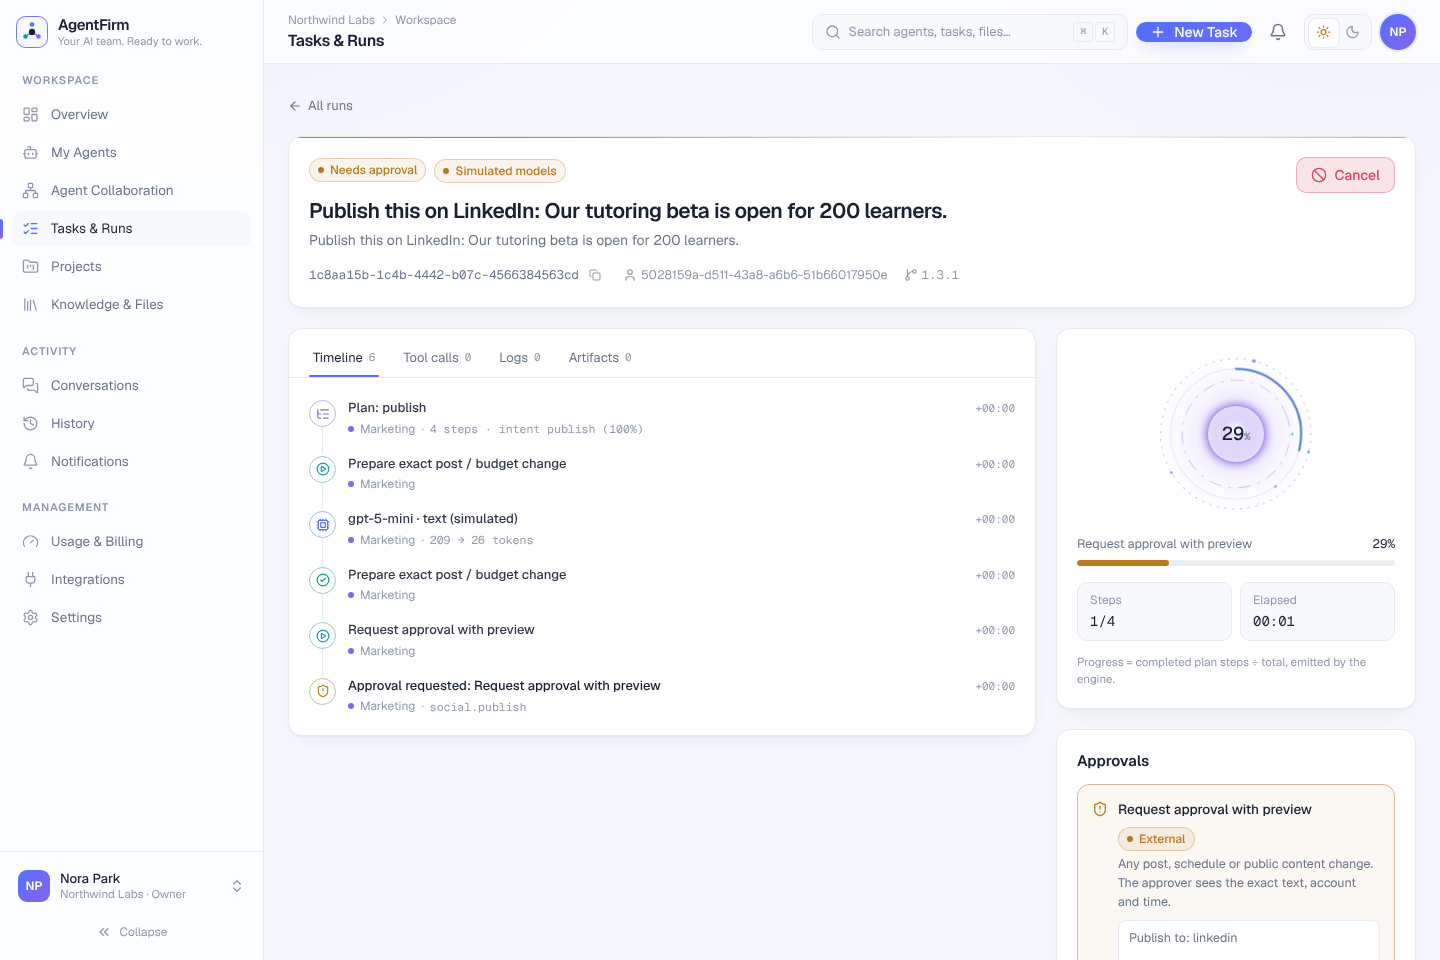 AgentFirm
Your AI team. Ready to work.
WORKSPACE
Overview
My Agents
Agent Collaboration
Tasks & Runs
Projects
Knowledge & Files
ACTIVITY
Conversations
History
Notifications
MANAGEMENT
Usage & Billing
Integrations
Settings
NP
Nora Park
Northwind Labs · Owner
Collapse
Northwind Labs > Workspace
Tasks & Runs
Search agents, tasks, files... ⌘ K
New Task
NP
All runs
Needs approval
Simulated models
Cancel
Publish this on LinkedIn: Our tutoring beta is open for 200 learners.
Publish this on LinkedIn: Our tutoring beta is open for 200 learners.
1c8aa15b-1c4b-4442-b07c-4566384563cd 5028159a-d511-43a8-a6b6-51b66017950e 1.3.1
Timeline 6 Tool calls 0 Logs 0 Artifacts 0
Plan: publish +00:00
Marketing · 4 steps · intent publish (100%)
Prepare exact post / budget change +00:00
Marketing
gpt-5-mini · text (simulated) +00:00
Marketing · 209 → 26 tokens
Prepare exact post / budget change +00:00
Marketing
Request approval with preview +00:00
Marketing
Approval requested: Request approval with preview +00:00
Marketing · social.publish
29%
Request approval with preview 29%
Steps
1/4
Elapsed
00:01
Progress = completed plan steps ÷ total, emitted by the
engine.
Approvals
Request approval with preview
External
Any post, schedule or public content change.
The approver sees the exact text, account
and time.
Publish to: linkedin